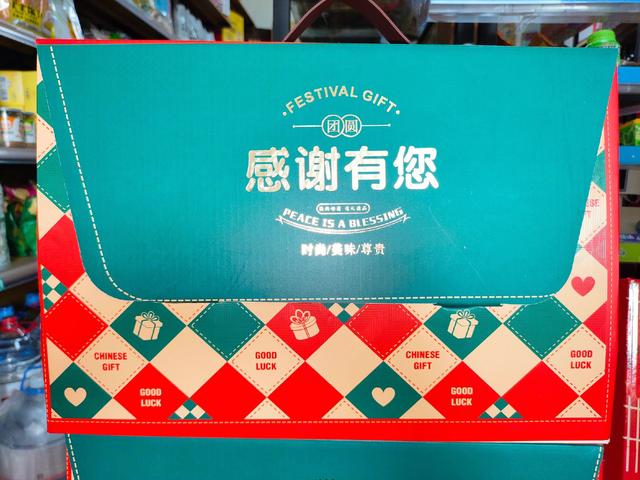 ·FESTIVAL GIFT·
团圆
感谢有您
PEACE IS A BLESSING
时尚/美味/尊贵
CHINESE
GIFT
GOOD
LUCK
CHINESE
GIFT
GOOD
LUCK
GOOD
LUCK
GOOD
LUCK
GIFT